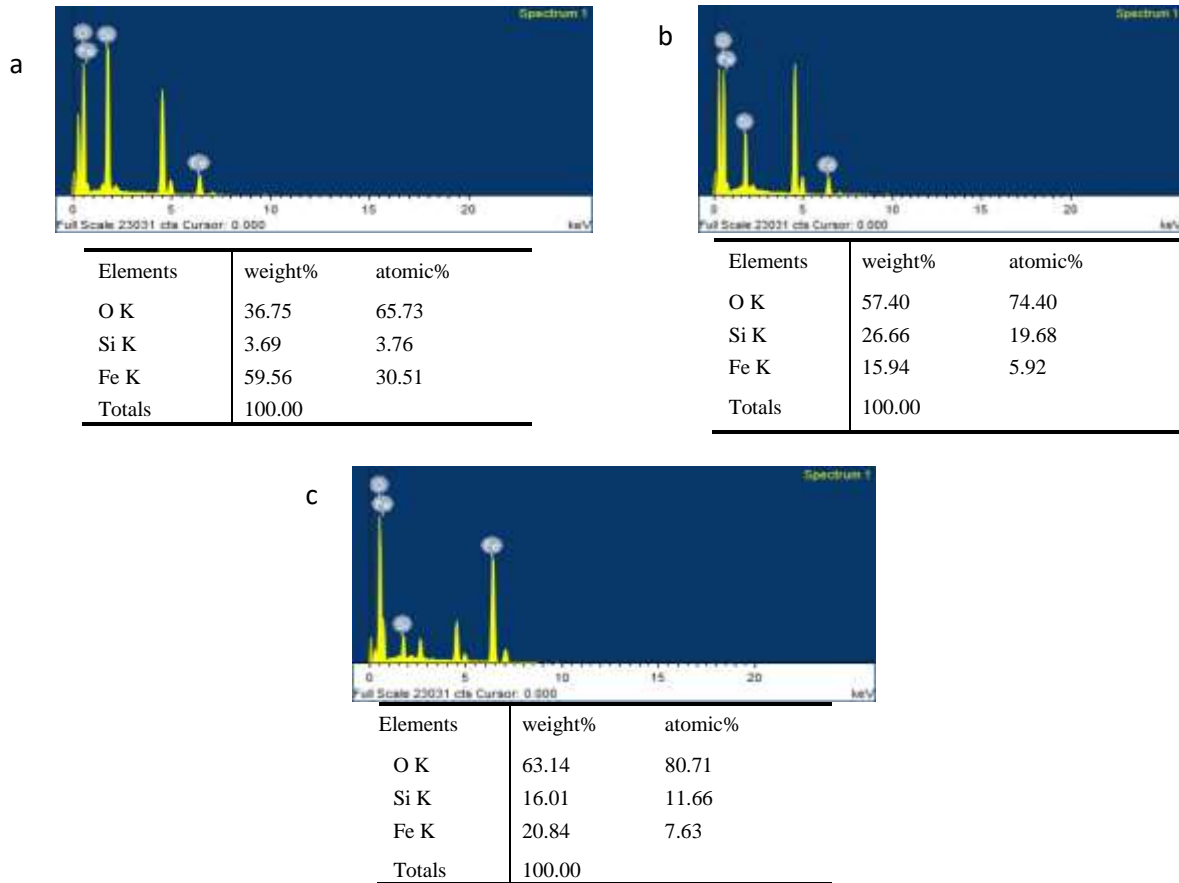 a
Spectrum 1
0 5 10 15 20
Full Scale 23031 cts Cursor: 0.000 keV
Elements weight% atomic%
O K 36.75 65.73
Si K 3.69 3.76
Fe K 59.56 30.51
Totals 100.00
b
Spectrum 1
0 5 10 15 20
Full Scale 23031 cts Cursor: 0.000 keV
Elements weight% atomic%
O K 57.40 74.40
Si K 26.66 19.68
Fe K 15.94 5.92
Totals 100.00
c
Spectrum 1
0 5 10 15 20
Full Scale 23031 cts Cursor: 0.000 keV
Elements weight% atomic%
O K 63.14 80.71
Si K 16.01 11.66
Fe K 20.84 7.63
Totals 100.00